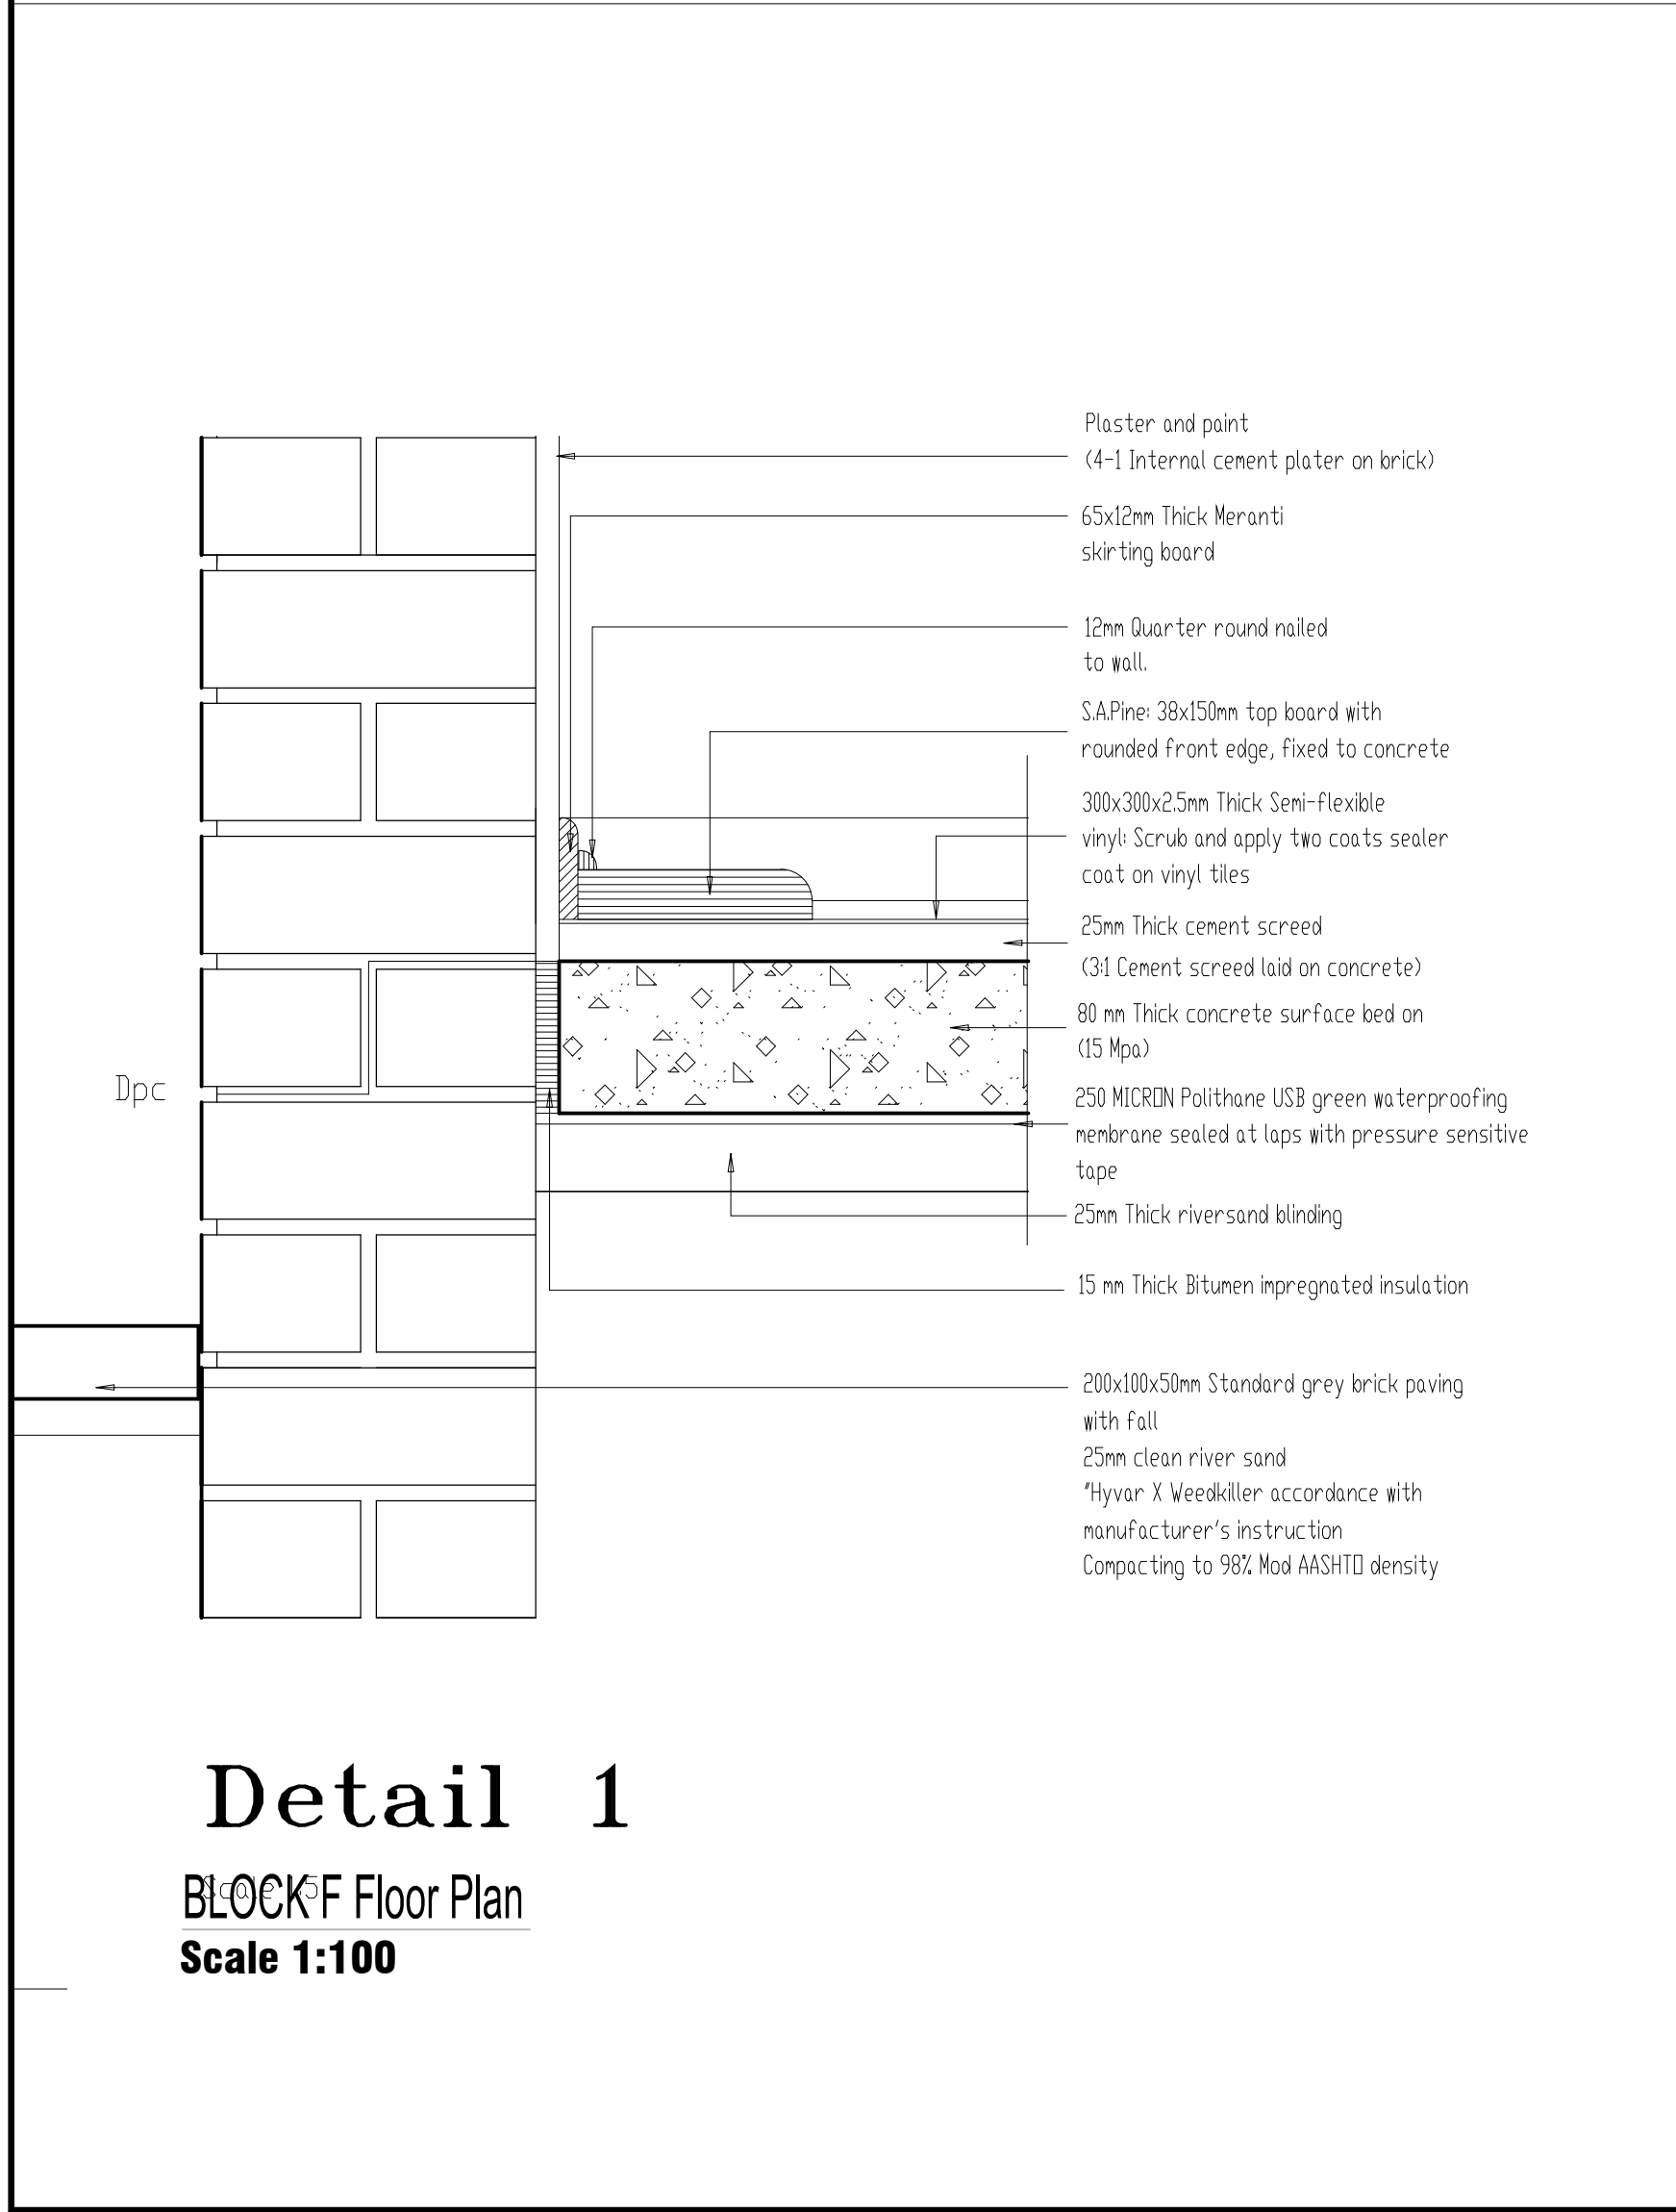 Plaster and paint
(4-1 Internal cement plater on brick)
65x12mm Thick Meranti
skirting board
12mm Quarter round nailed
to wall.
S.A.Pine: 38x150mm top board with
rounded front edge, fixed to concrete
300x300x2.5mm Thick Semi-flexible
vinyl: Scrub and apply two coats sealer
coat on vinyl tiles
25mm Thick cement screed
(3:1 Cement screed laid on concrete)
80 mm Thick concrete surface bed on
(15 Mpa)
Dpc
250 MICRON Polithane USB green waterproofing
membrane sealed at laps with pressure sensitive
tape
25mm Thick riversand blinding
15 mm Thick Bitumen impregnated insulation
200x100x50mm Standard grey brick paving
with fall
25mm clean river sand
"Hyvar X Weedkiller accordance with
manufacturer's instruction
Compacting to 98% Mod AASHTO density
Detail 1
Scale 1:5
BLOCK F Floor Plan
Scale 1:100